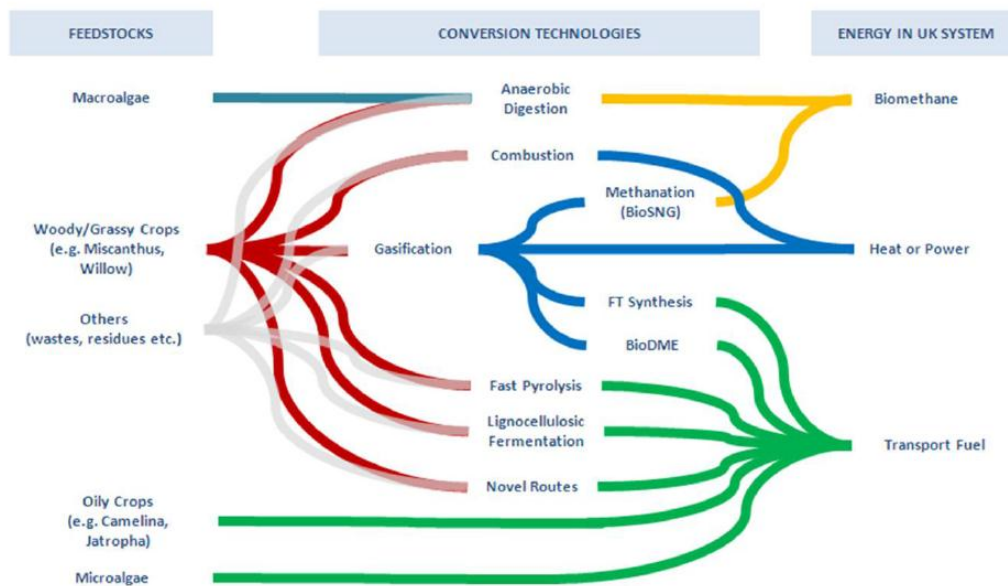 FEEDSTOCKS
CONVERSION TECHNOLOGIES
ENERGY IN UK SYSTEM
Macroalgae
Anaerobic
Digestion
Biomethane
Combustion
Methanation
(BioSNG)
Woody/Grassy Crops
(e.g. Miscanthus,
Willow)
Gasification
Heat or Power
Others
(wastes, residues etc.)
FT Synthesis
BioDME
Fast Pyrolysis
Lignocellulosic
Fermentation
Transport Fuel
Novel Routes
Oily Crops
(e.g. Camelina,
Jatropha)
Microalgae